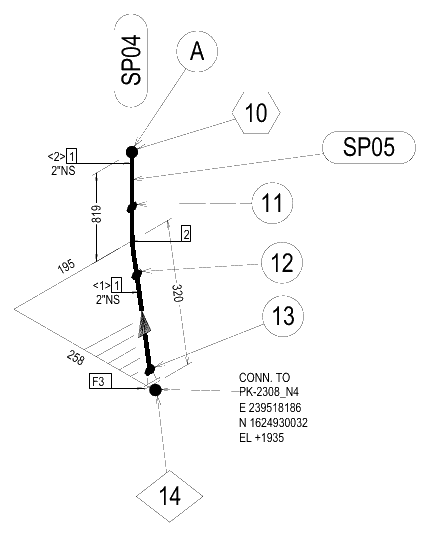 SP04
A
10
<2> 1
2"NS
SP05
819
11
2
195
12
<1> 1
2"NS
320
13
258
F3
CONN. TO
PK-2308_N4
E 239518186
N 1624930032
EL +1935
14